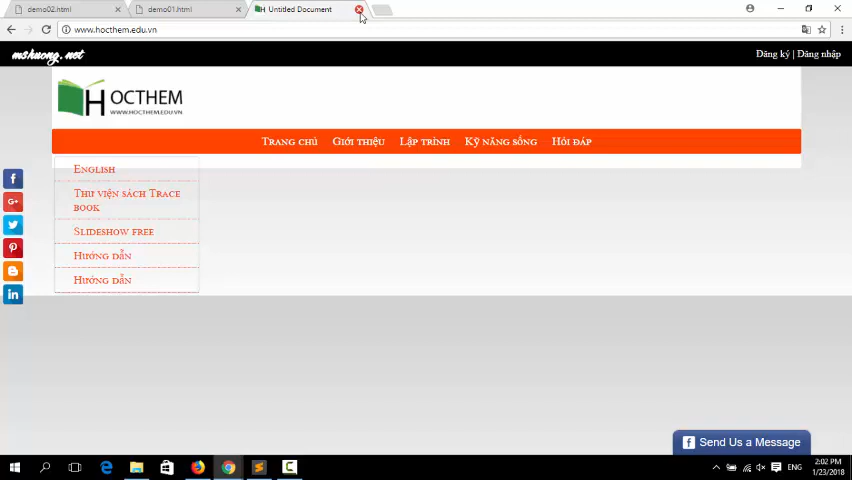 demo02.html
demo01.html
Untitled Document
www.hocthem.edu.vn
mshuong.net
Đăng ký | Đăng nhập
HOCTHEM
WWW.HOCTHEM.EDU.VN
Trang chủ Giới thiệu Lập trình Kỹ năng sống Hỏi đáp
English
Thư viện sách Trace
book
Slideshow free
Hướng dẫn
Hướng dẫn
Send Us a Message
ENG
2:02 PM
1/23/2018